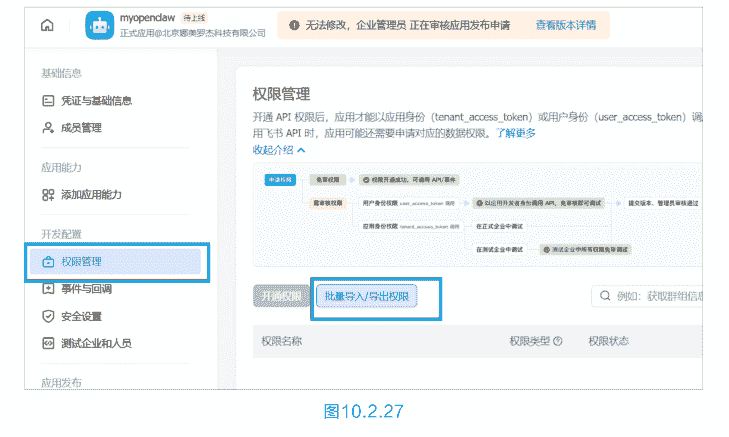 myopenclaw 待上线
正式应用@北京娜美罗杰科技有限公司
无法修改，企业管理员 正在审核应用发布申请 查看版本详情
基础信息
凭证与基础信息
成员管理
应用能力
添加应用能力
开发配置
权限管理
事件与回调
安全设置
测试企业和人员
应用发布
权限管理
开通 API 权限后，应用才能以应用身份（tenant_access_token）或用户身份（user_access_token）调
用飞书 API 时，应用可能还需要申请对应的数据权限。了解更多
收起介绍
申请权限 免审权限 权限开通成功，可调用 API/事件
需审核权限 用户身份权限 user_access_token 调用 以应用开发者身份调用 API，免审核即可调试 提交版本、管理员审核通过
应用身份权限 tenant_access_token 调用 在正式企业中调试
在测试企业中调试 测试企业中所有权限免审调试
开通权限 批量导入/导出权限 例如：获取群组信息
权限名称 权限类型 权限状态
图10.2.27